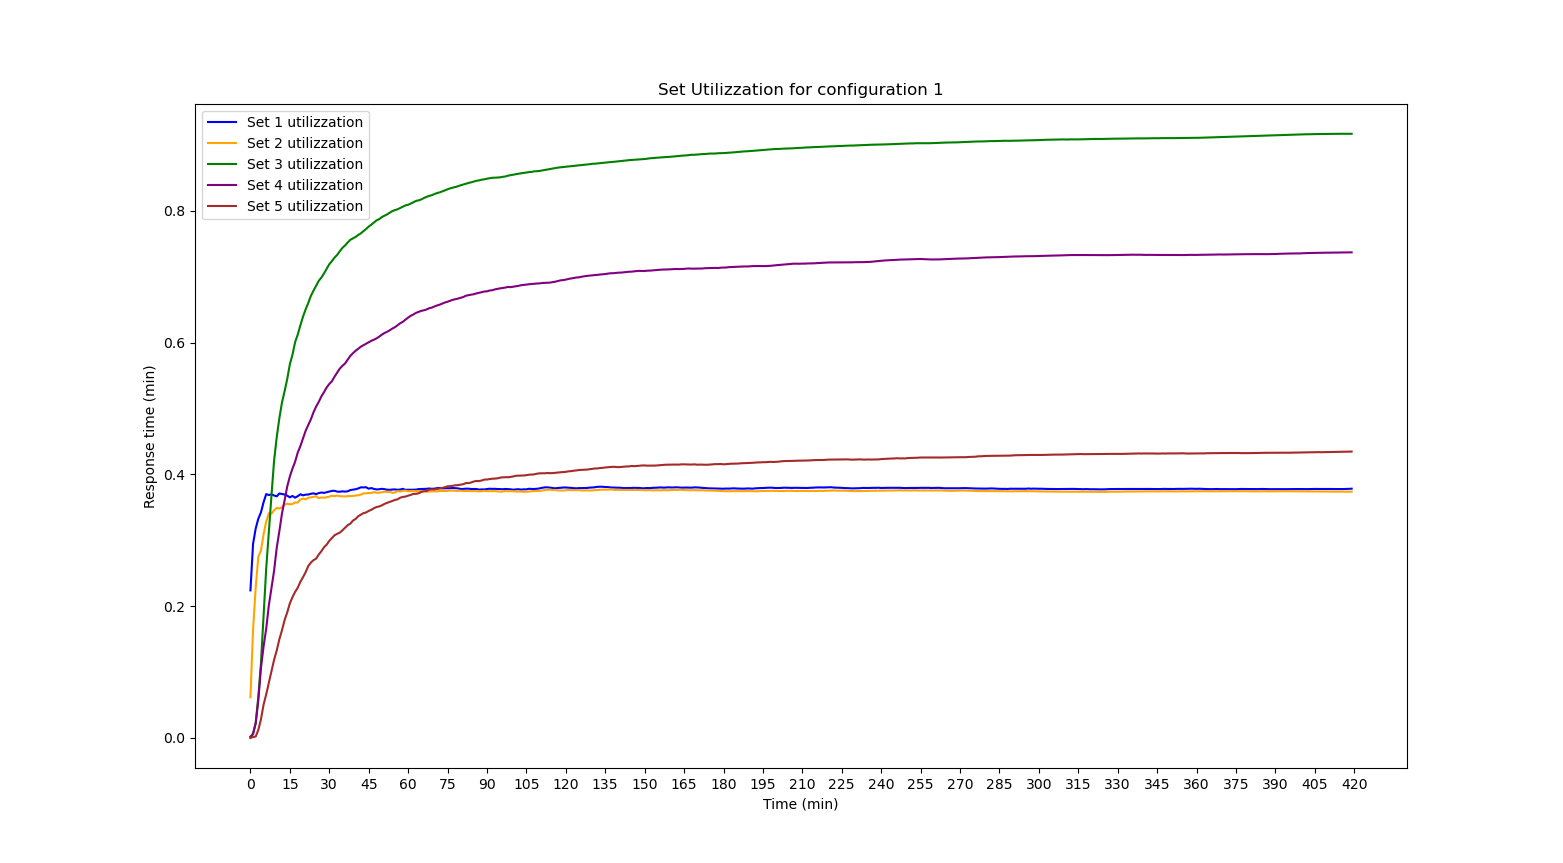 Set Utilizzation for configuration 1
Set 1 utilizzation
Set 2 utilizzation
Set 3 utilizzation
Set 4 utilizzation
Set 5 utilizzation
Response time (min)
0.8
0.6
0.4
0.2
0.0
0 15 30 45 60 75 90 105 120 135 150 165 180 195 210 225 240 255 270 285 300 315 330 345 360 375 390 405 420
Time (min)